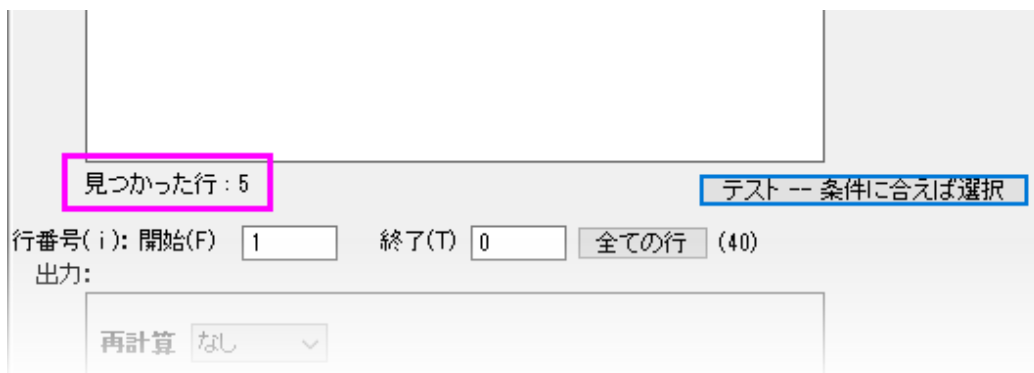 見つかった行 : 5
テスト -- 条件に合えば選択
行番号( i ): 開始(F) 1 終了(T) 0 全ての行 (40)
出力:
再計算 なし